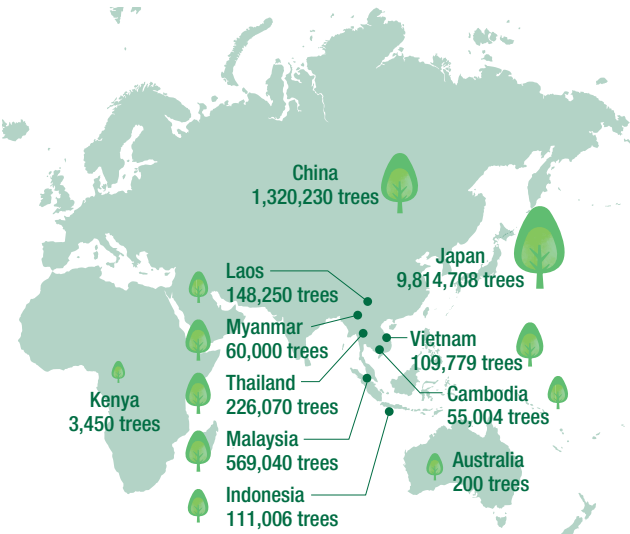 China
1,320,230 trees
Japan
9,814,708 trees
Laos
148,250 trees
Myanmar
60,000 trees
Vietnam
109,779 trees
Thailand
226,070 trees
Cambodia
55,004 trees
Kenya
3,450 trees
Malaysia
569,040 trees
Australia
200 trees
Indonesia
111,006 trees